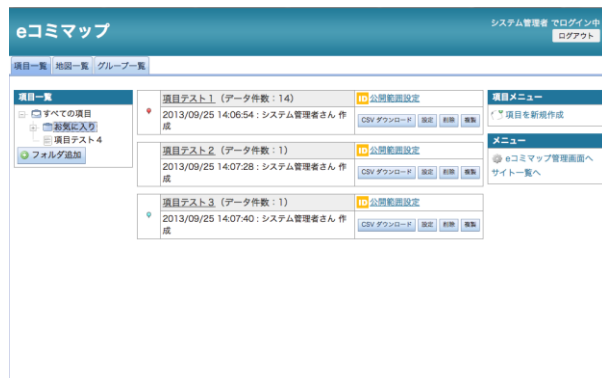 eコミマップ
システム管理者 でログイン中
ログアウト
項目一覧 地図一覧 グループ一覧
項目一覧
すべての項目
お気に入り
項目テスト4
フォルダ追加
項目テスト1 (データ件数：14)
ID公開範囲設定
2013/09/25 14:06:54 : システム管理者さん 作
成
CSV ダウンロード 設定 削除 複製
項目テスト2 (データ件数：1)
ID公開範囲設定
2013/09/25 14:07:28 : システム管理者さん 作
成
CSV ダウンロード 設定 削除 複製
項目テスト3 (データ件数：1)
ID公開範囲設定
2013/09/25 14:07:40 : システム管理者さん 作
成
CSV ダウンロード 設定 削除 複製
項目メニュー
項目を新規作成
メニュー
eコミマップ管理画面へ
サイト一覧へ